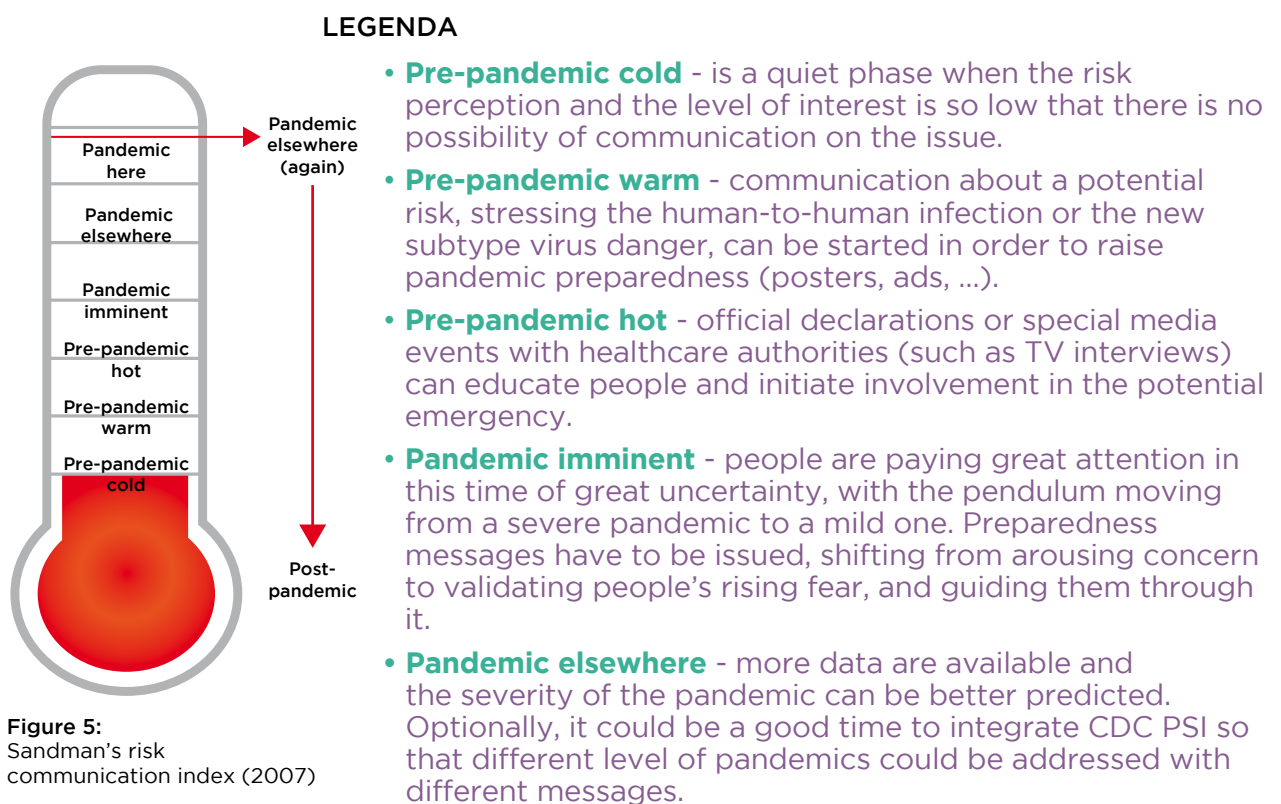 LEGENDA
Pandemic
here
Pandemic
elsewhere
Pandemic
imminent
Pre-pandemic
hot
Pre-pandemic
warm
Pre-pandemic
cold
Pandemic
elsewhere
(again)
Post-
pandemic
Figure 5:
Sandman's risk
communication index (2007)
• Pre-pandemic cold - is a quiet phase when the risk
perception and the level of interest is so low that there is no
possibility of communication on the issue.
• Pre-pandemic warm - communication about a potential
risk, stressing the human-to-human infection or the new
subtype virus danger, can be started in order to raise
pandemic preparedness (posters, ads, ...).
• Pre-pandemic hot - official declarations or special media
events with healthcare authorities (such as TV interviews)
can educate people and initiate involvement in the potential
emergency.
• Pandemic imminent - people are paying great attention in
this time of great uncertainty, with the pendulum moving
from a severe pandemic to a mild one. Preparedness
messages have to be issued, shifting from arousing concern
to validating people's rising fear, and guiding them through
it.
• Pandemic elsewhere - more data are available and
the severity of the pandemic can be better predicted.
Optionally, it could be a good time to integrate CDC PSI so
that different level of pandemics could be addressed with
different messages.